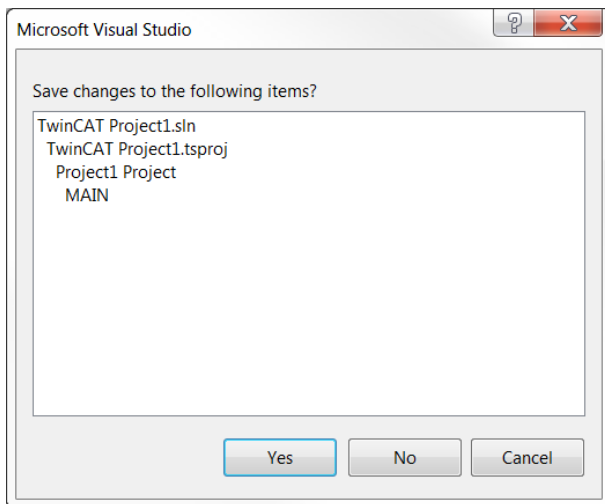 Microsoft Visual Studio
Save changes to the following items?
TwinCAT Project1.sln
TwinCAT Project1.tsproj
Project1 Project
MAIN
Yes No Cancel